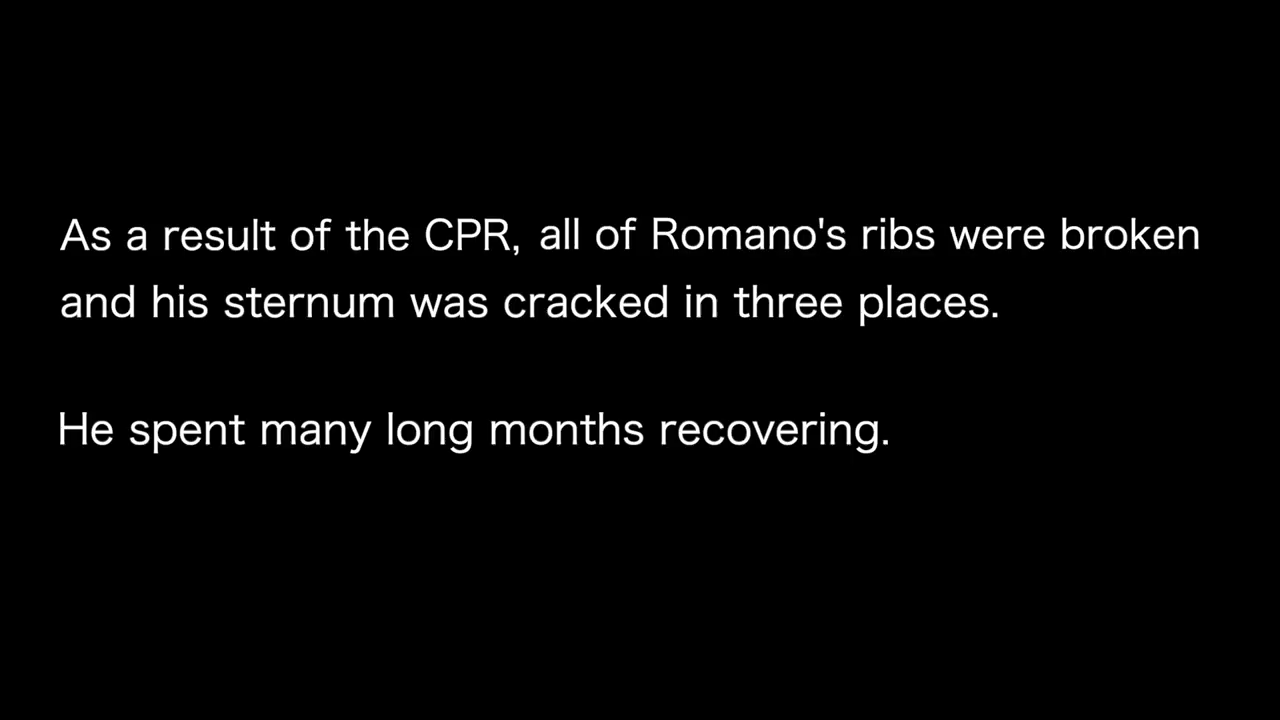 As a result of the CPR, all of Romano's ribs were broken
and his sternum was cracked in three places.
He spent many long months recovering.